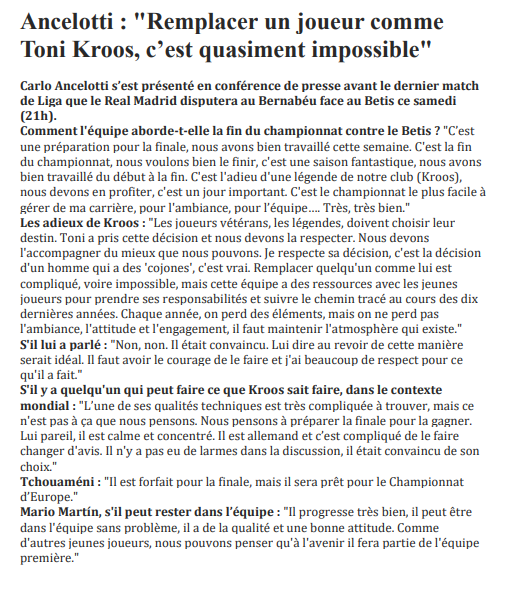 Ancelotti : "Remplacer un joueur comme
Toni Kroos, c’est quasiment impossible"
Carlo Ancelotti s’est présenté en conférence de presse avant le dernier match
de Liga que le Real Madrid disputera au Bernabéu face au Betis ce samedi
(21h).
Comment l'équipe aborde-t-elle la fin du championnat contre le Betis ? "C’est
une préparation pour la finale, nous avons bien travaillé cette semaine. C'est la fin
du championnat, nous voulons bien le finir, c'est une saison fantastique, nous avons
bien travaillé du début à la fin. C'est l'adieu d'une légende de notre club (Kroos),
nous devons en profiter, c'est un jour important. C'est le championnat le plus facile à
gérer de ma carrière, pour l'ambiance, pour l’équipe…. Très, très bien."
Les adieux de Kroos : "Les joueurs vétérans, les légendes, doivent choisir leur
destin. Toni a pris cette décision et nous devons la respecter. Nous devons
l'accompagner du mieux que nous pouvons. Je respecte sa décision, c'est la décision
d'un homme qui a des 'cojones’, c'est vrai. Remplacer quelqu'un comme lui est
compliqué, voire impossible, mais cette équipe a des ressources avec les jeunes
joueurs pour prendre ses responsabilités et suivre le chemin tracé au cours des dix
dernières années. Chaque année, on perd des éléments, mais on ne perd pas
l'ambiance, l'attitude et l'engagement, il faut maintenir l'atmosphère qui existe."
S'il lui a parlé : "Non, non. Il était convaincu. Lui dire au revoir de cette manière
serait idéal. Il faut avoir le courage de le faire et j'ai beaucoup de respect pour ce
qu'il a fait."
S'il y a quelqu'un qui peut faire ce que Kroos sait faire, dans le contexte
mondial : "L’une de ses qualités techniques est très compliquée à trouver, mais ce
n'est pas à ça que nous pensons. Nous pensons à préparer la finale pour la gagner.
Lui pareil, il est calme et concentré. Il est allemand et c’est compliqué de le faire
changer d'avis. Il n'y a pas eu de larmes dans la discussion, il était convaincu de son
choix."
Tchouaméni : "Il est forfait pour la finale, mais il sera prêt pour le Championnat
d’Europe."
Mario Martín, s'il peut rester dans l’équipe : "Il progresse très bien, il peut être
dans l'équipe sans problème, il a de la qualité et une bonne attitude. Comme
d'autres jeunes joueurs, nous pouvons penser qu'à l'avenir il fera partie de l'équipe
première."